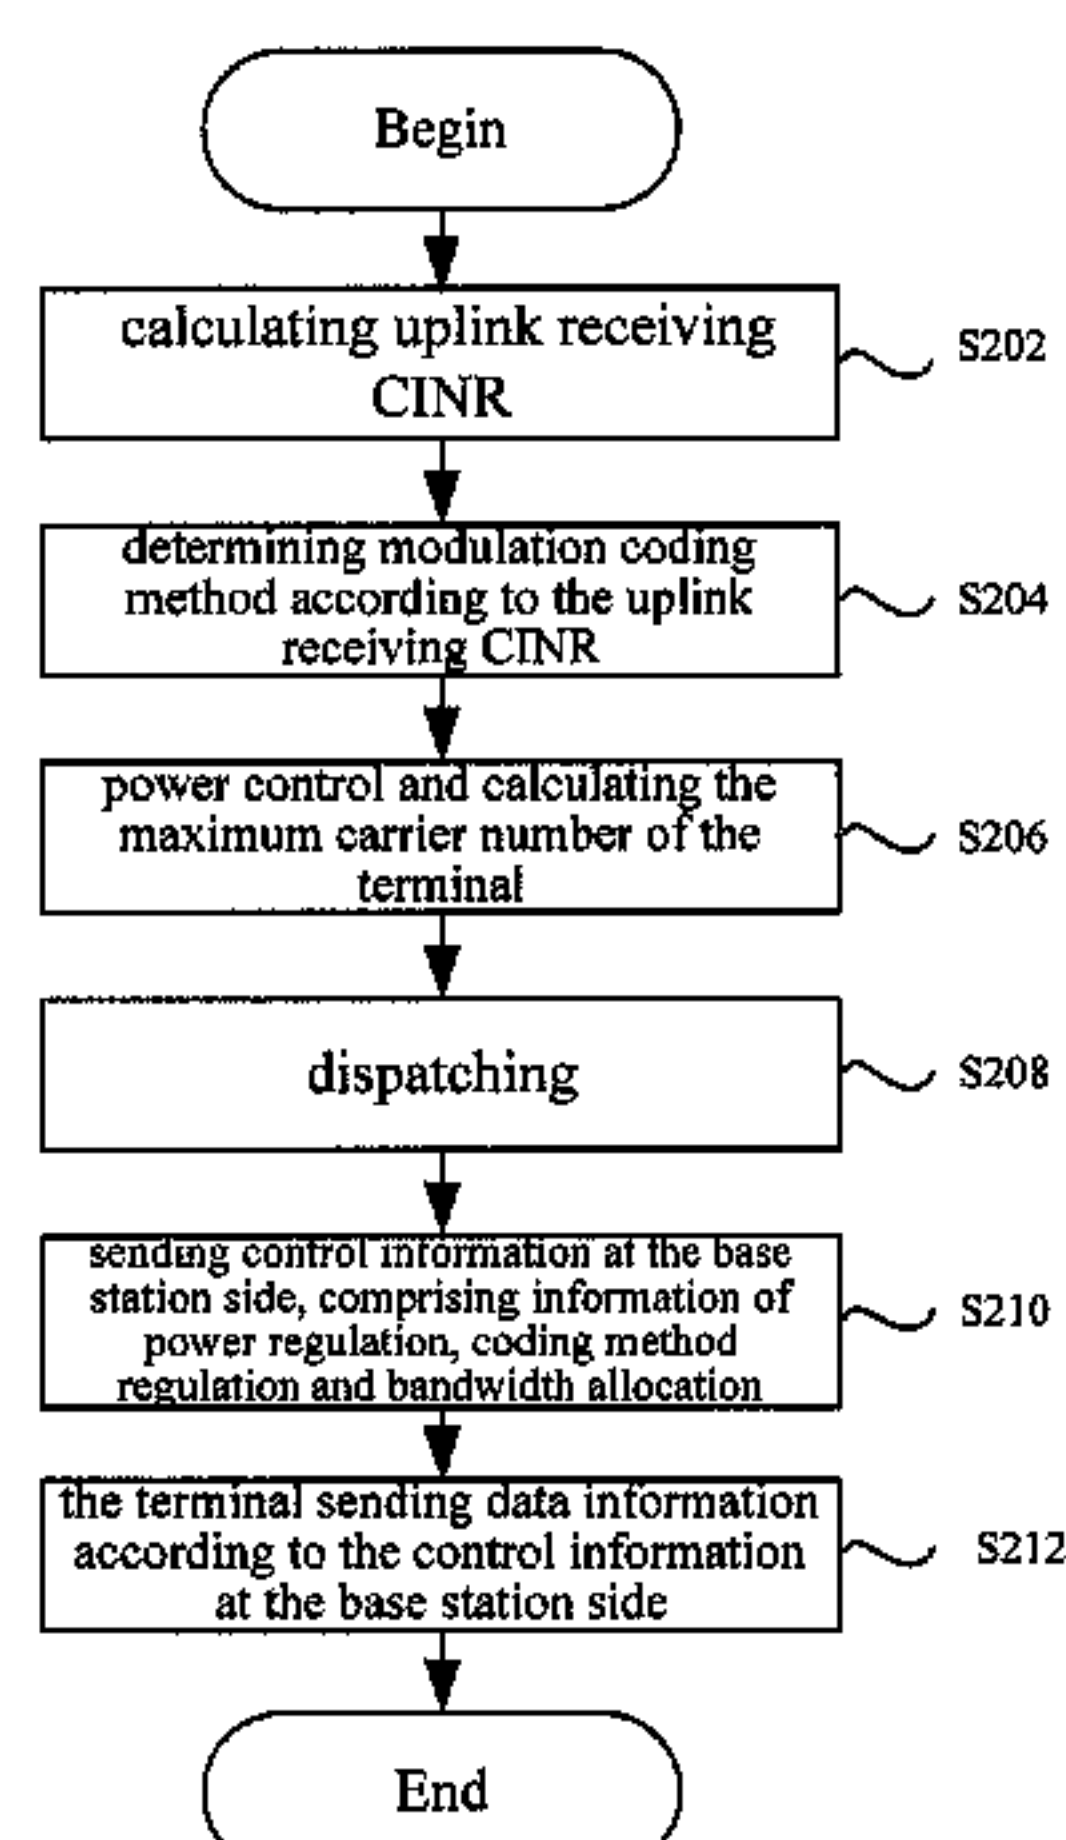 Begin
calculating uplink receiving
CINR
S202
determining modulation coding
method according to the uplink
receiving CINR
S204
power control and calculating the
maximum carrier number of the
terminal
S206
dispatching
S208
sending control information at the base
station side, comprising information of
power regulation, coding method
regulation and bandwidth allocation
S210
the terminal sending data information
according to the control information
at the base station side
S212
End